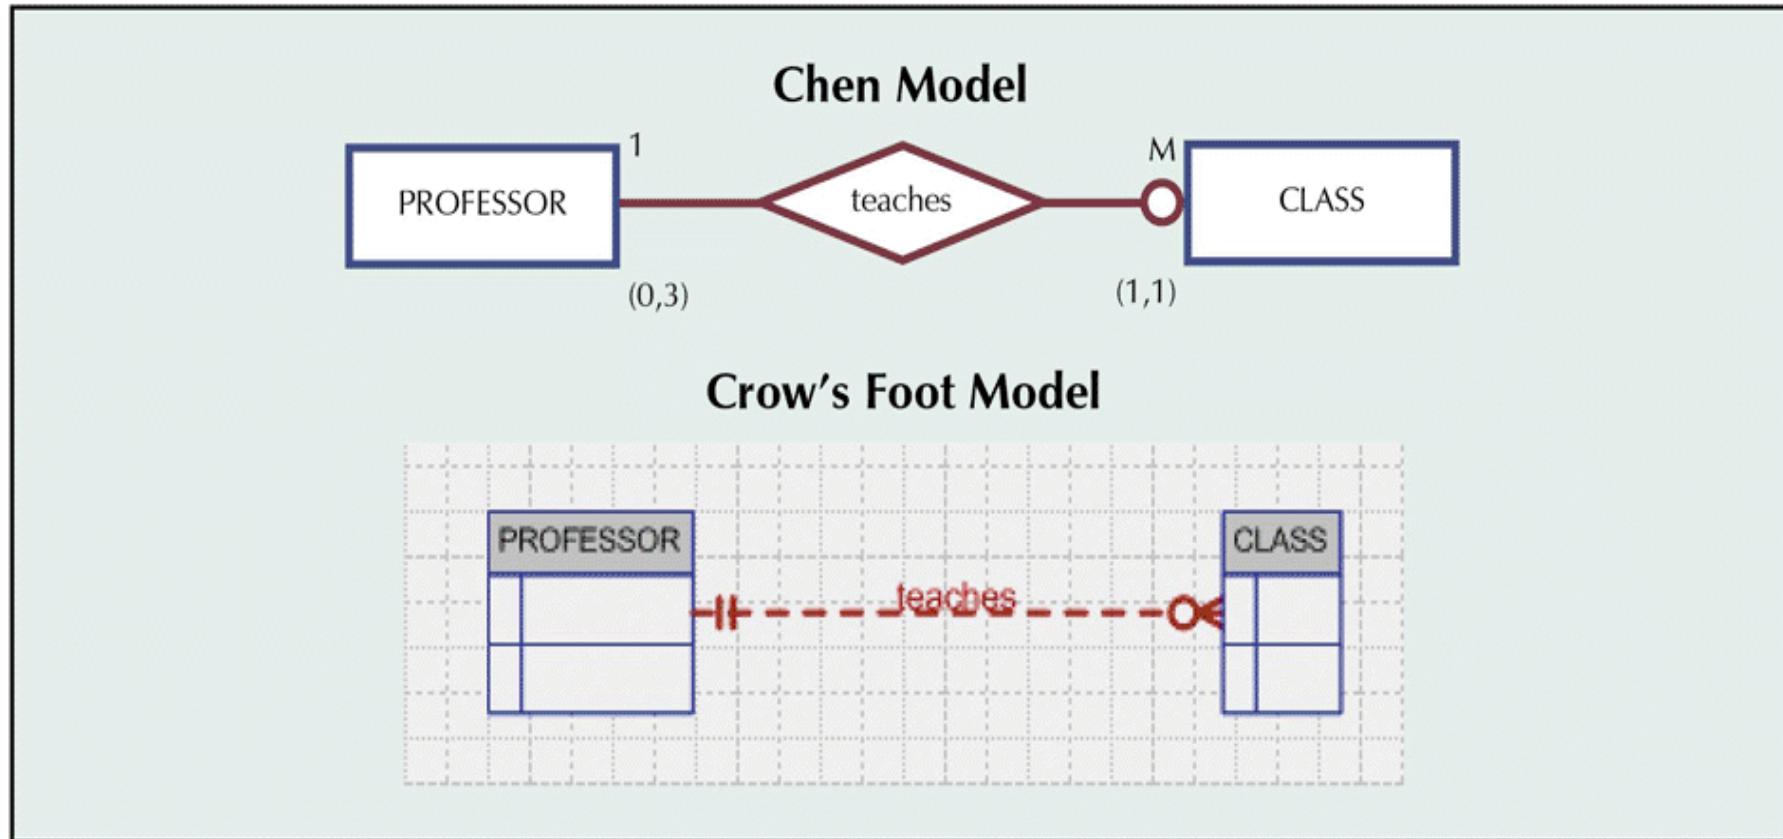 Chen Model
1
M
PROFESSOR
teaches
CLASS
(0,3)
(1,1)
Crow’s Foot Model
PROFESSOR
CLASS
teaches